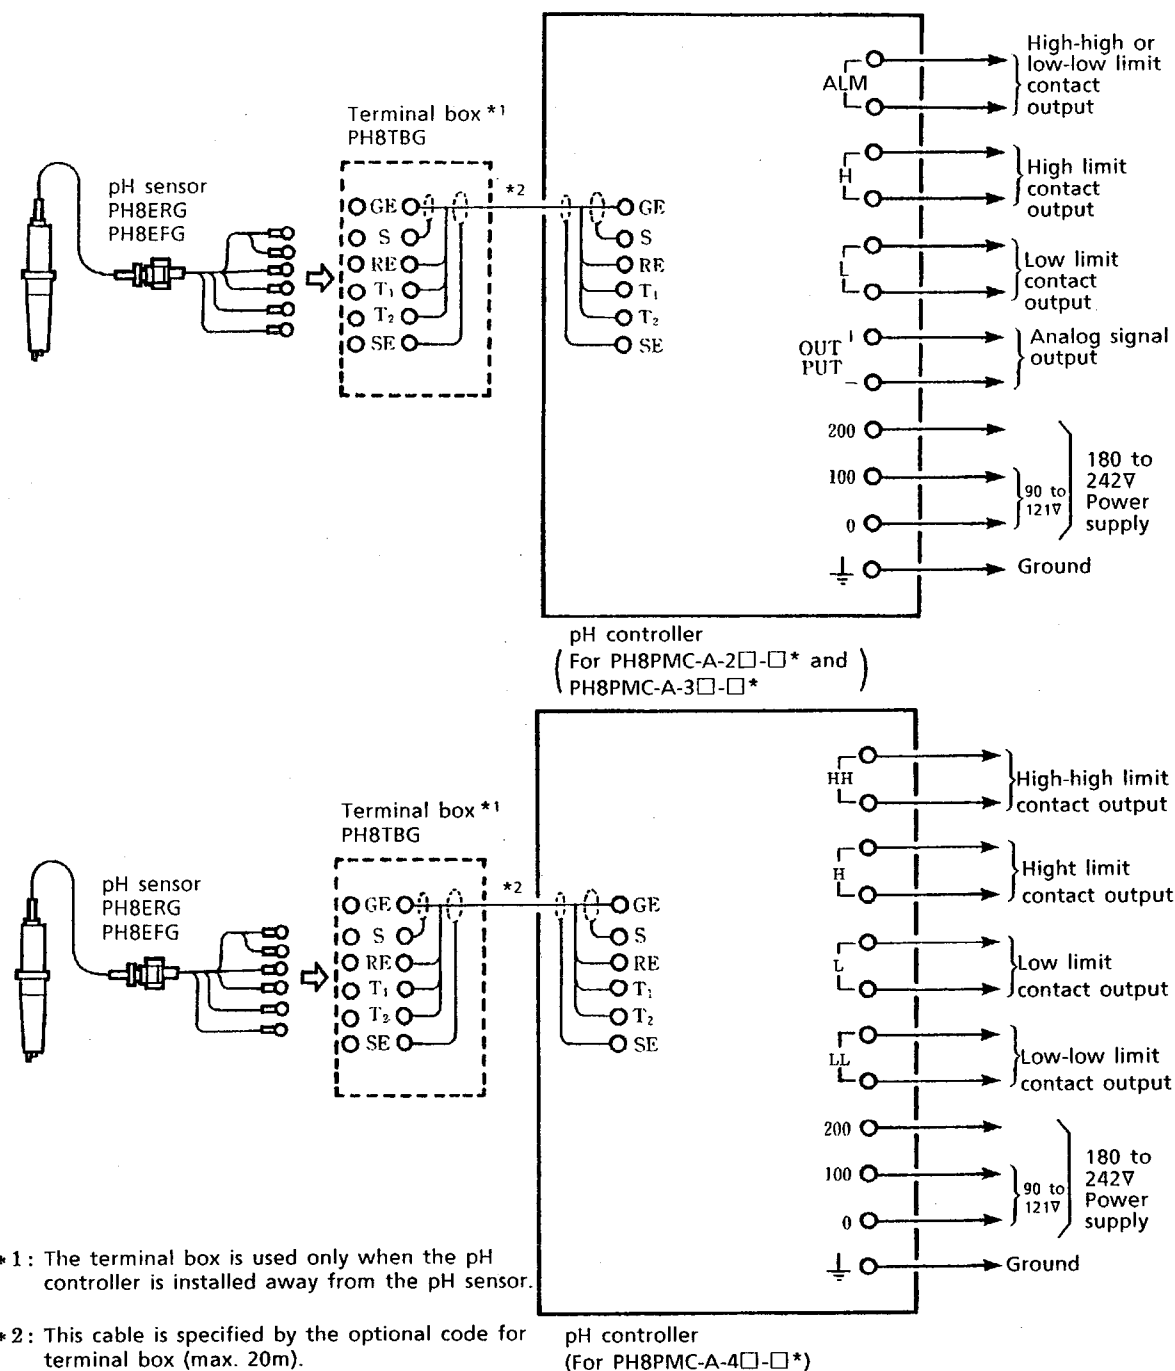 High-high or
low-low limit
contact
output
ALM
Terminal box *1
PH8TBG
pH sensor
PH8ERG
PH8EFG
*2
GE
S
RE
T1
T2
SE
GE
S
RE
T1
T2
SE
H
High limit
contact
output
L
Low limit
contact
output
OUT
PUT
Analog signal
output
−
200
100
0
90 to
121V
180 to
242V
Power
supply
Ground
pH controller
(For PH8PMC-A-2□-□* and
PH8PMC-A-3□-□*)
HH
High-high limit
contact output
Terminal box *1
PH8TBG
pH sensor
PH8ERG
PH8EFG
*2
GE
S
RE
T1
T2
SE
GE
S
RE
T1
T2
SE
H
Hight limit
contact output
L
Low limit
contact output
LL
Low-low limit
contact output
200
100
0
90 to
121V
180 to
242V
Power
supply
Ground
*1: The terminal box is used only when the pH
controller is installed away from the pH sensor.
*2: This cable is specified by the optional code for
terminal box (max. 20m).
pH controller
(For PH8PMC-A-4□-□*)